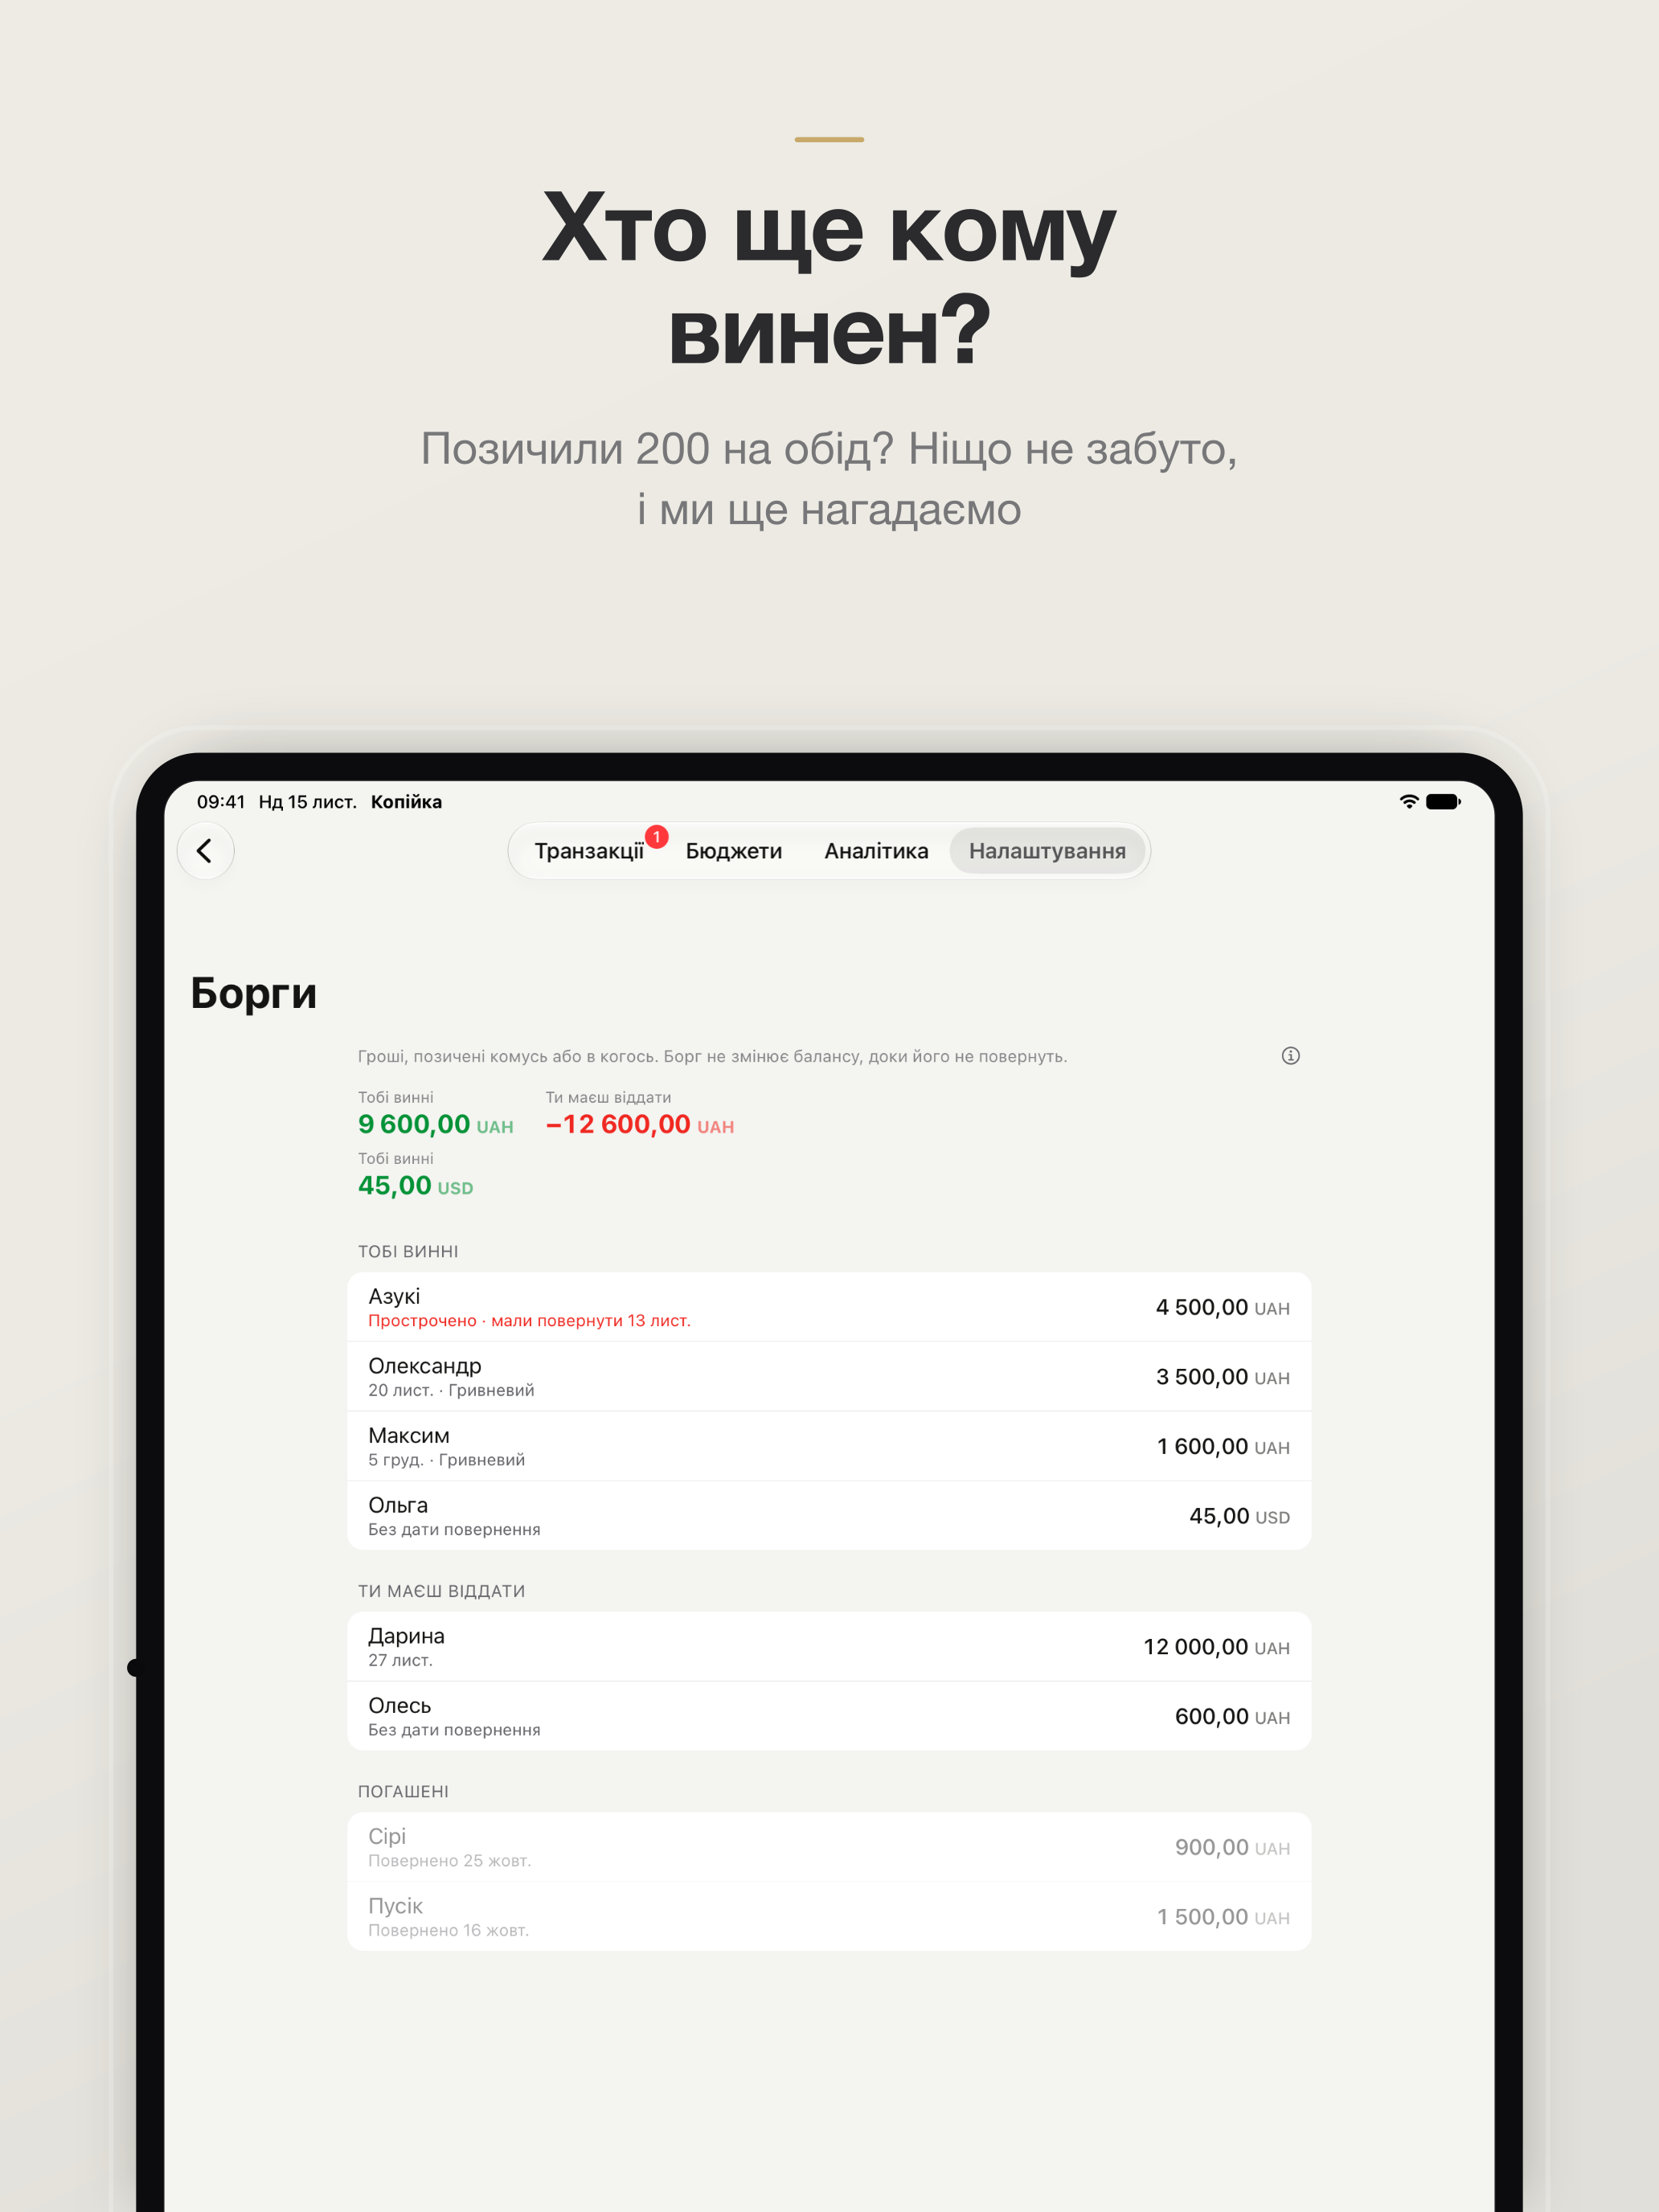 Хто ще кому
винен?
Позичили 200 на обід? Ніщо не забуто,
і ми ще нагадаємо
09:41 Нд 15 лист. Копійка
Транзакції 1 Бюджети Аналітика Налаштування
Борги
Гроші, позичені комусь або в когось. Борг не змінює балансу, доки його не повернуть.
Тобі винні Ти маєш віддати
9 600,00 UAH −12 600,00 UAH
Тобі винні
45,00 USD
ТОБІ ВИННІ
Азукі
Прострочено · мали повернути 13 лист.
4 500,00 UAH
Олександр
20 лист. · Гривневий
3 500,00 UAH
Максим
5 груд. · Гривневий
1 600,00 UAH
Ольга
Без дати повернення
45,00 USD
ТИ МАЄШ ВІДДАТИ
Дарина
27 лист.
12 000,00 UAH
Олесь
Без дати повернення
600,00 UAH
ПОГАШЕНІ
Сірі
Повернено 25 жовт.
900,00 UAH
Пусік
Повернено 16 жовт.
1 500,00 UAH